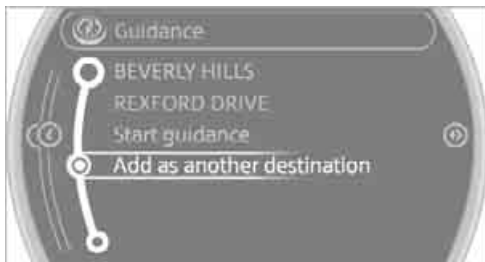 Guidance
BEVERLY HILLS
REXFORD DRIVE
Start guidance
Add as another destination